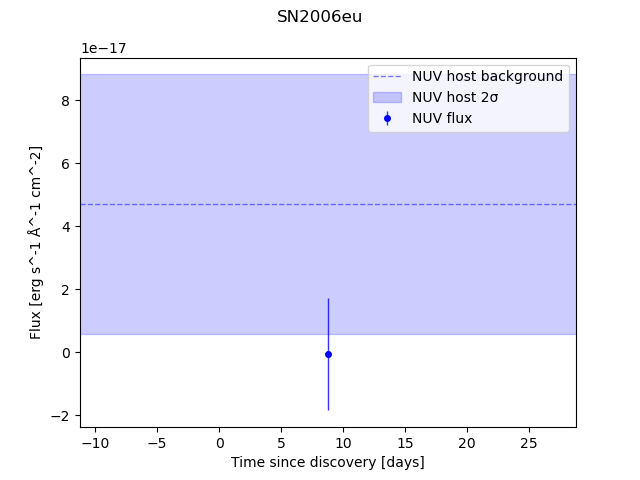 SN2006eu
1e−17
NUV host background
NUV host 2σ
NUV flux
8
6
4
2
0
−2
Flux [erg s^-1 Å^-1 cm^-2]
−10 −5 0 5 10 15 20 25
Time since discovery [days]